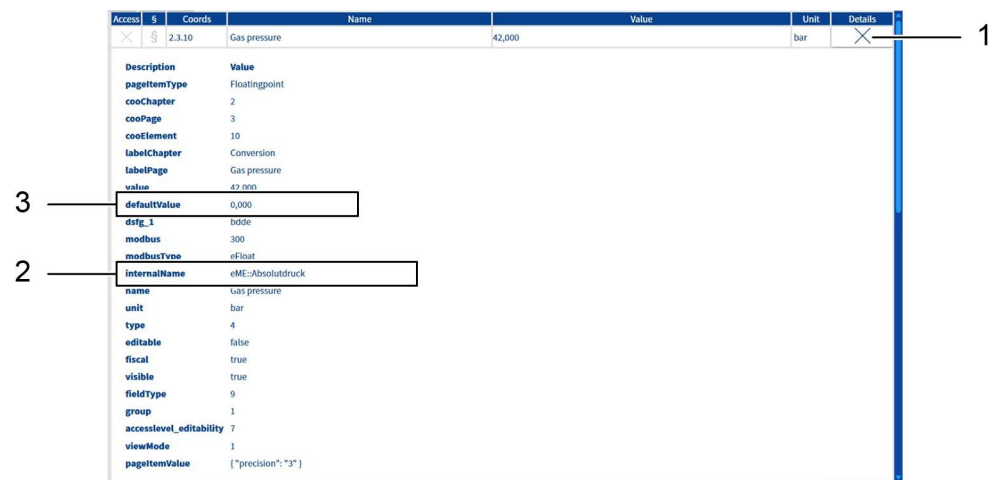 Access § Coords Name Value Unit Details
§ 2.3.10 Gas pressure 42,000 bar 1
Description Value
pageItemType Floatingpoint
cooChapter 2
cooPage 3
cooElement 10
labelChapter Conversion
labelPage Gas pressure
value 42,000
3 defaultValue 0,000
dsfg_1 bdde
modbus 300
modbusType eFloat
2 internalName eME::Absolutdruck
name Gas pressure
unit bar
type 4
editable false
fiscal true
visible true
fieldType 9
group 1
accesslevel_editability 7
viewMode 1
pageItemValue { "precision": "3" }